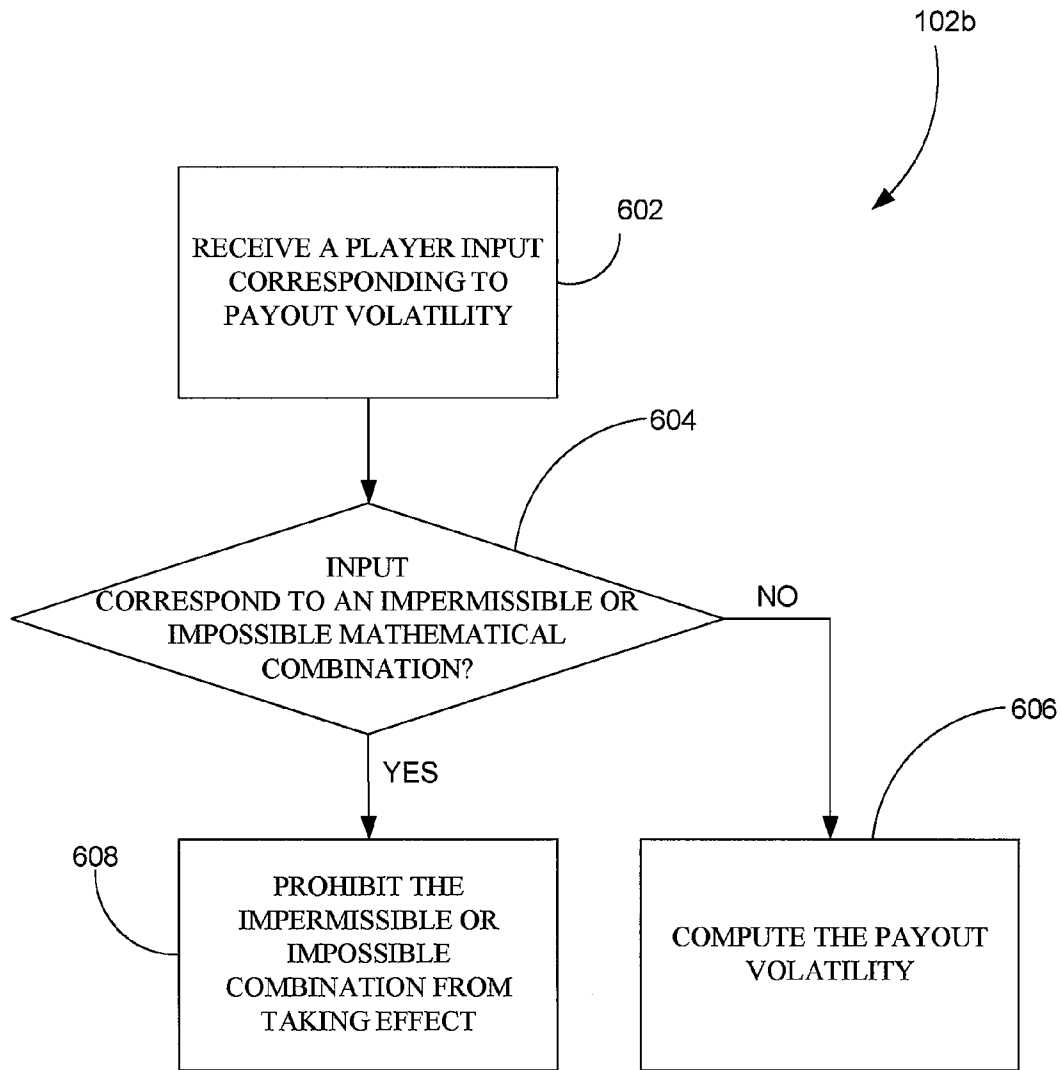 102b
RECEIVE A PLAYER INPUT
CORRESPONDING TO
PAYOUT VOLATILITY
602
604
INPUT
CORRESPOND TO AN IMPERMISSIBLE OR
IMPOSSIBLE MATHEMATICAL
COMBINATION?
NO
YES
606
608
PROHIBIT THE
IMPERMISSIBLE OR
IMPOSSIBLE
COMBINATION FROM
TAKING EFFECT
COMPUTE THE PAYOUT
VOLATILITY